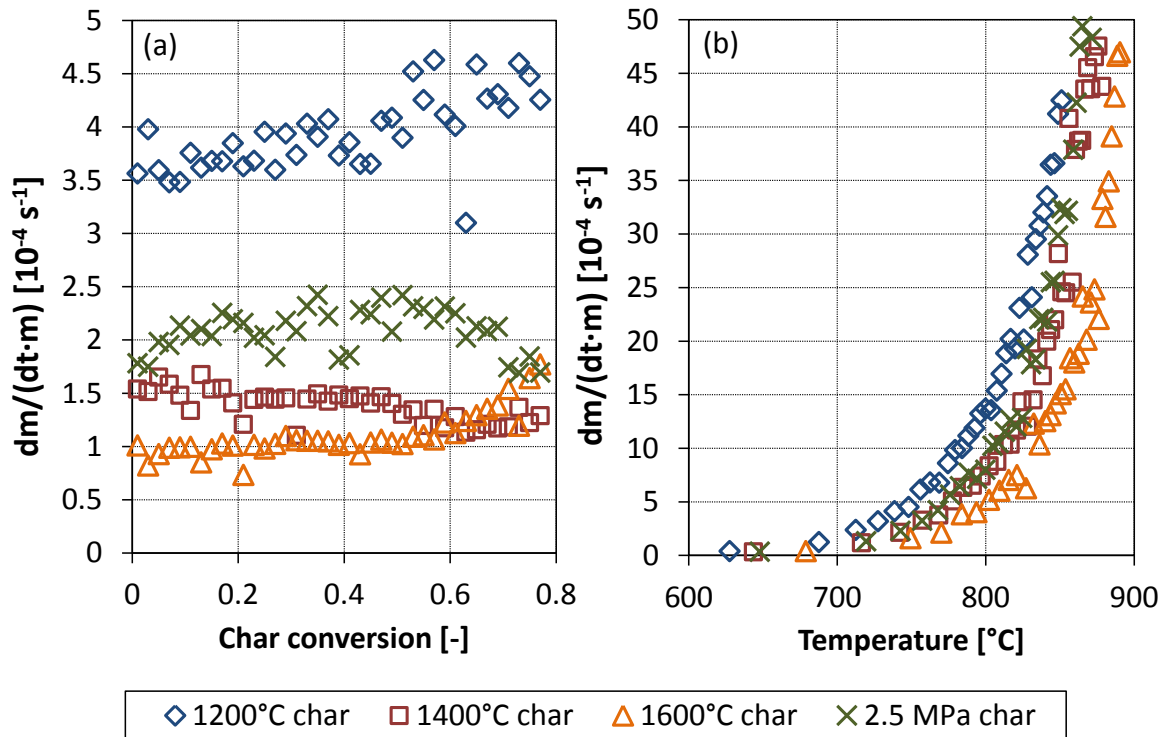 (a)
dm/(dt·m) [10⁻⁴ s⁻¹]
5
4.5
4
3.5
3
2.5
2
1.5
1
0.5
0
0 0.2 0.4 0.6 0.8
Char conversion [-]
(b)
dm/(dt·m) [10⁻⁴ s⁻¹]
50
45
40
35
30
25
20
15
10
5
0
600 700 800 900
Temperature [°C]
1200°C char 1400°C char 1600°C char 2.5 MPa char